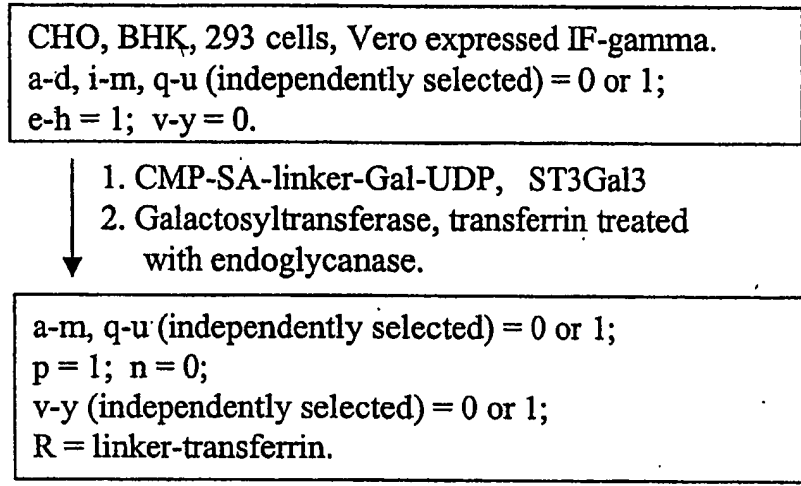 CHO, BHK, 293 cells, Vero expressed IF-gamma.
a-d, i-m, q-u (independently selected) = 0 or 1;
e-h = 1; v-y = 0.
1. CMP-SA-linker-Gal-UDP, ST3Gal3
2. Galactosyltransferase, transferrin treated
with endoglycanase.
a-m, q-u (independently selected) = 0 or 1;
p = 1; n = 0;
v-y (independently selected) = 0 or 1;
R = linker-transferrin.